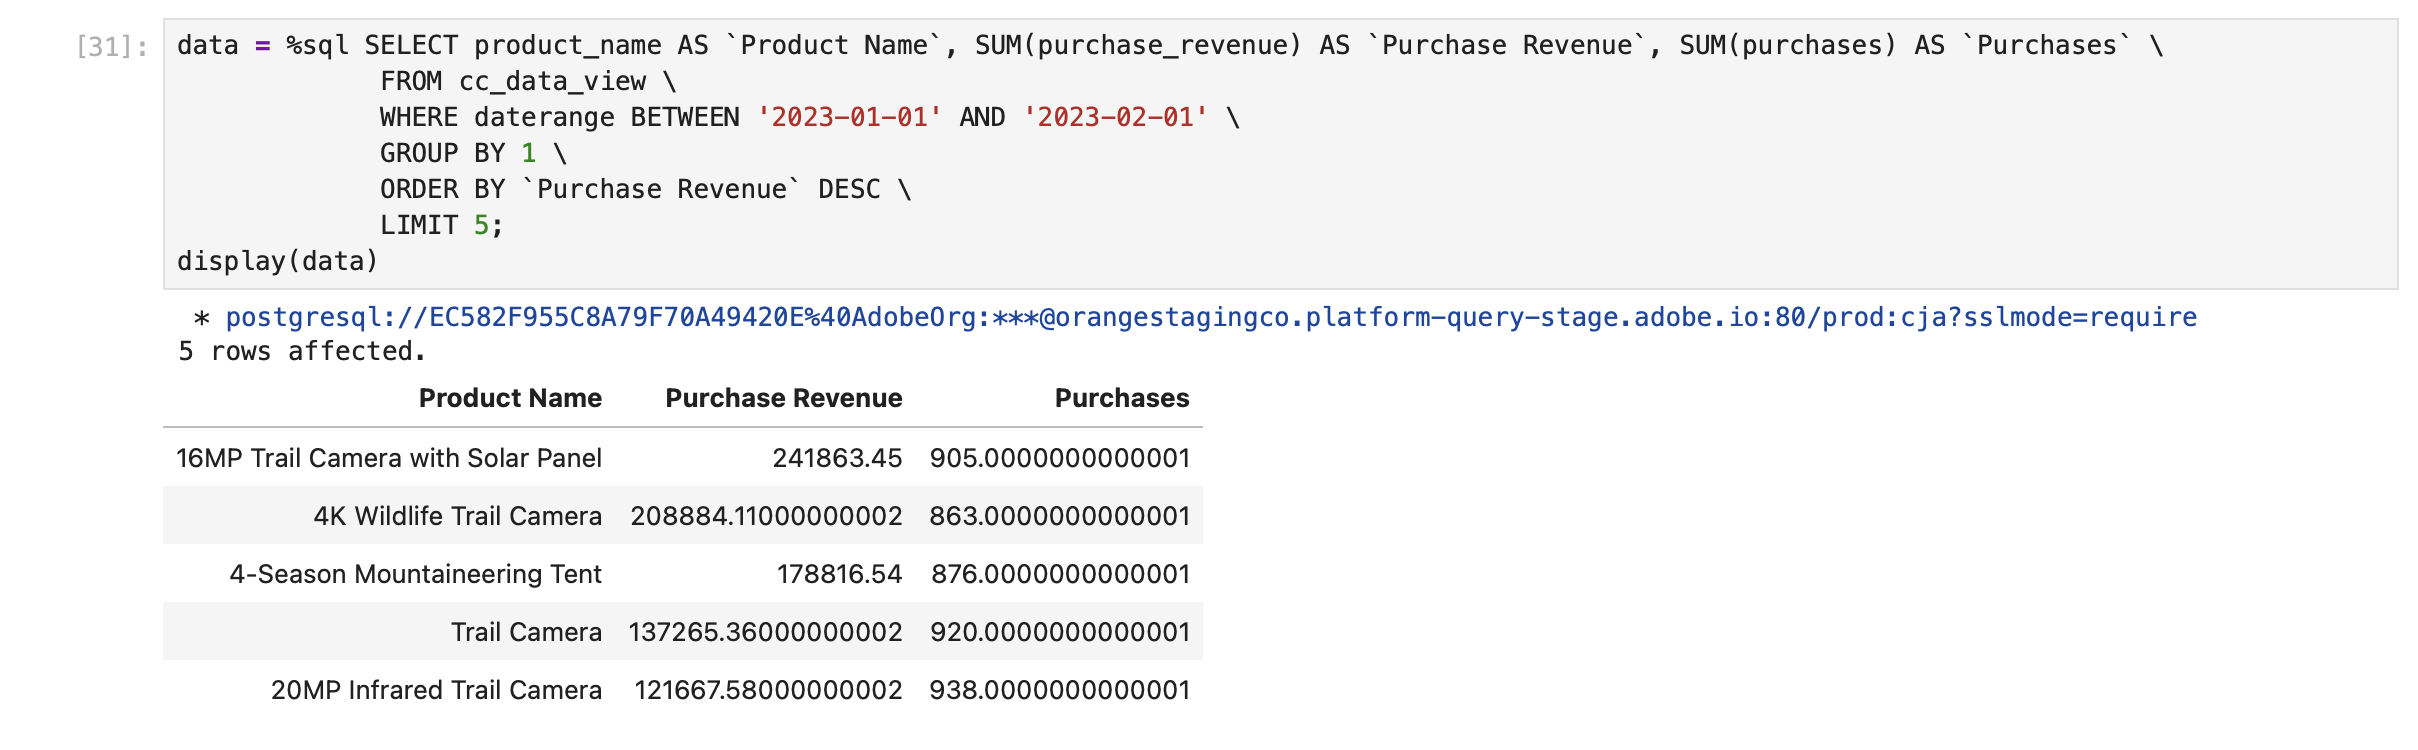 [31]: data = %sql SELECT product_name AS `Product Name`, SUM(purchase_revenue) AS `Purchase Revenue`, SUM(purchases) AS `Purchases` \
FROM cc_data_view \
WHERE daterange BETWEEN '2023-01-01' AND '2023-02-01' \
GROUP BY 1 \
ORDER BY `Purchase Revenue` DESC \
LIMIT 5;
display(data)
* postgresql://EC582F955C8A79F70A49420E%40AdobeOrg:***@orangestagingco.platform-query-stage.adobe.io:80/prod:cja?sslmode=require
5 rows affected.
Product Name Purchase Revenue Purchases
16MP Trail Camera with Solar Panel 241863.45 905.0000000000001
4K Wildlife Trail Camera 208884.11000000002 863.0000000000001
4-Season Mountaineering Tent 178816.54 876.0000000000001
Trail Camera 137265.36000000002 920.0000000000001
20MP Infrared Trail Camera 121667.58000000002 938.0000000000001